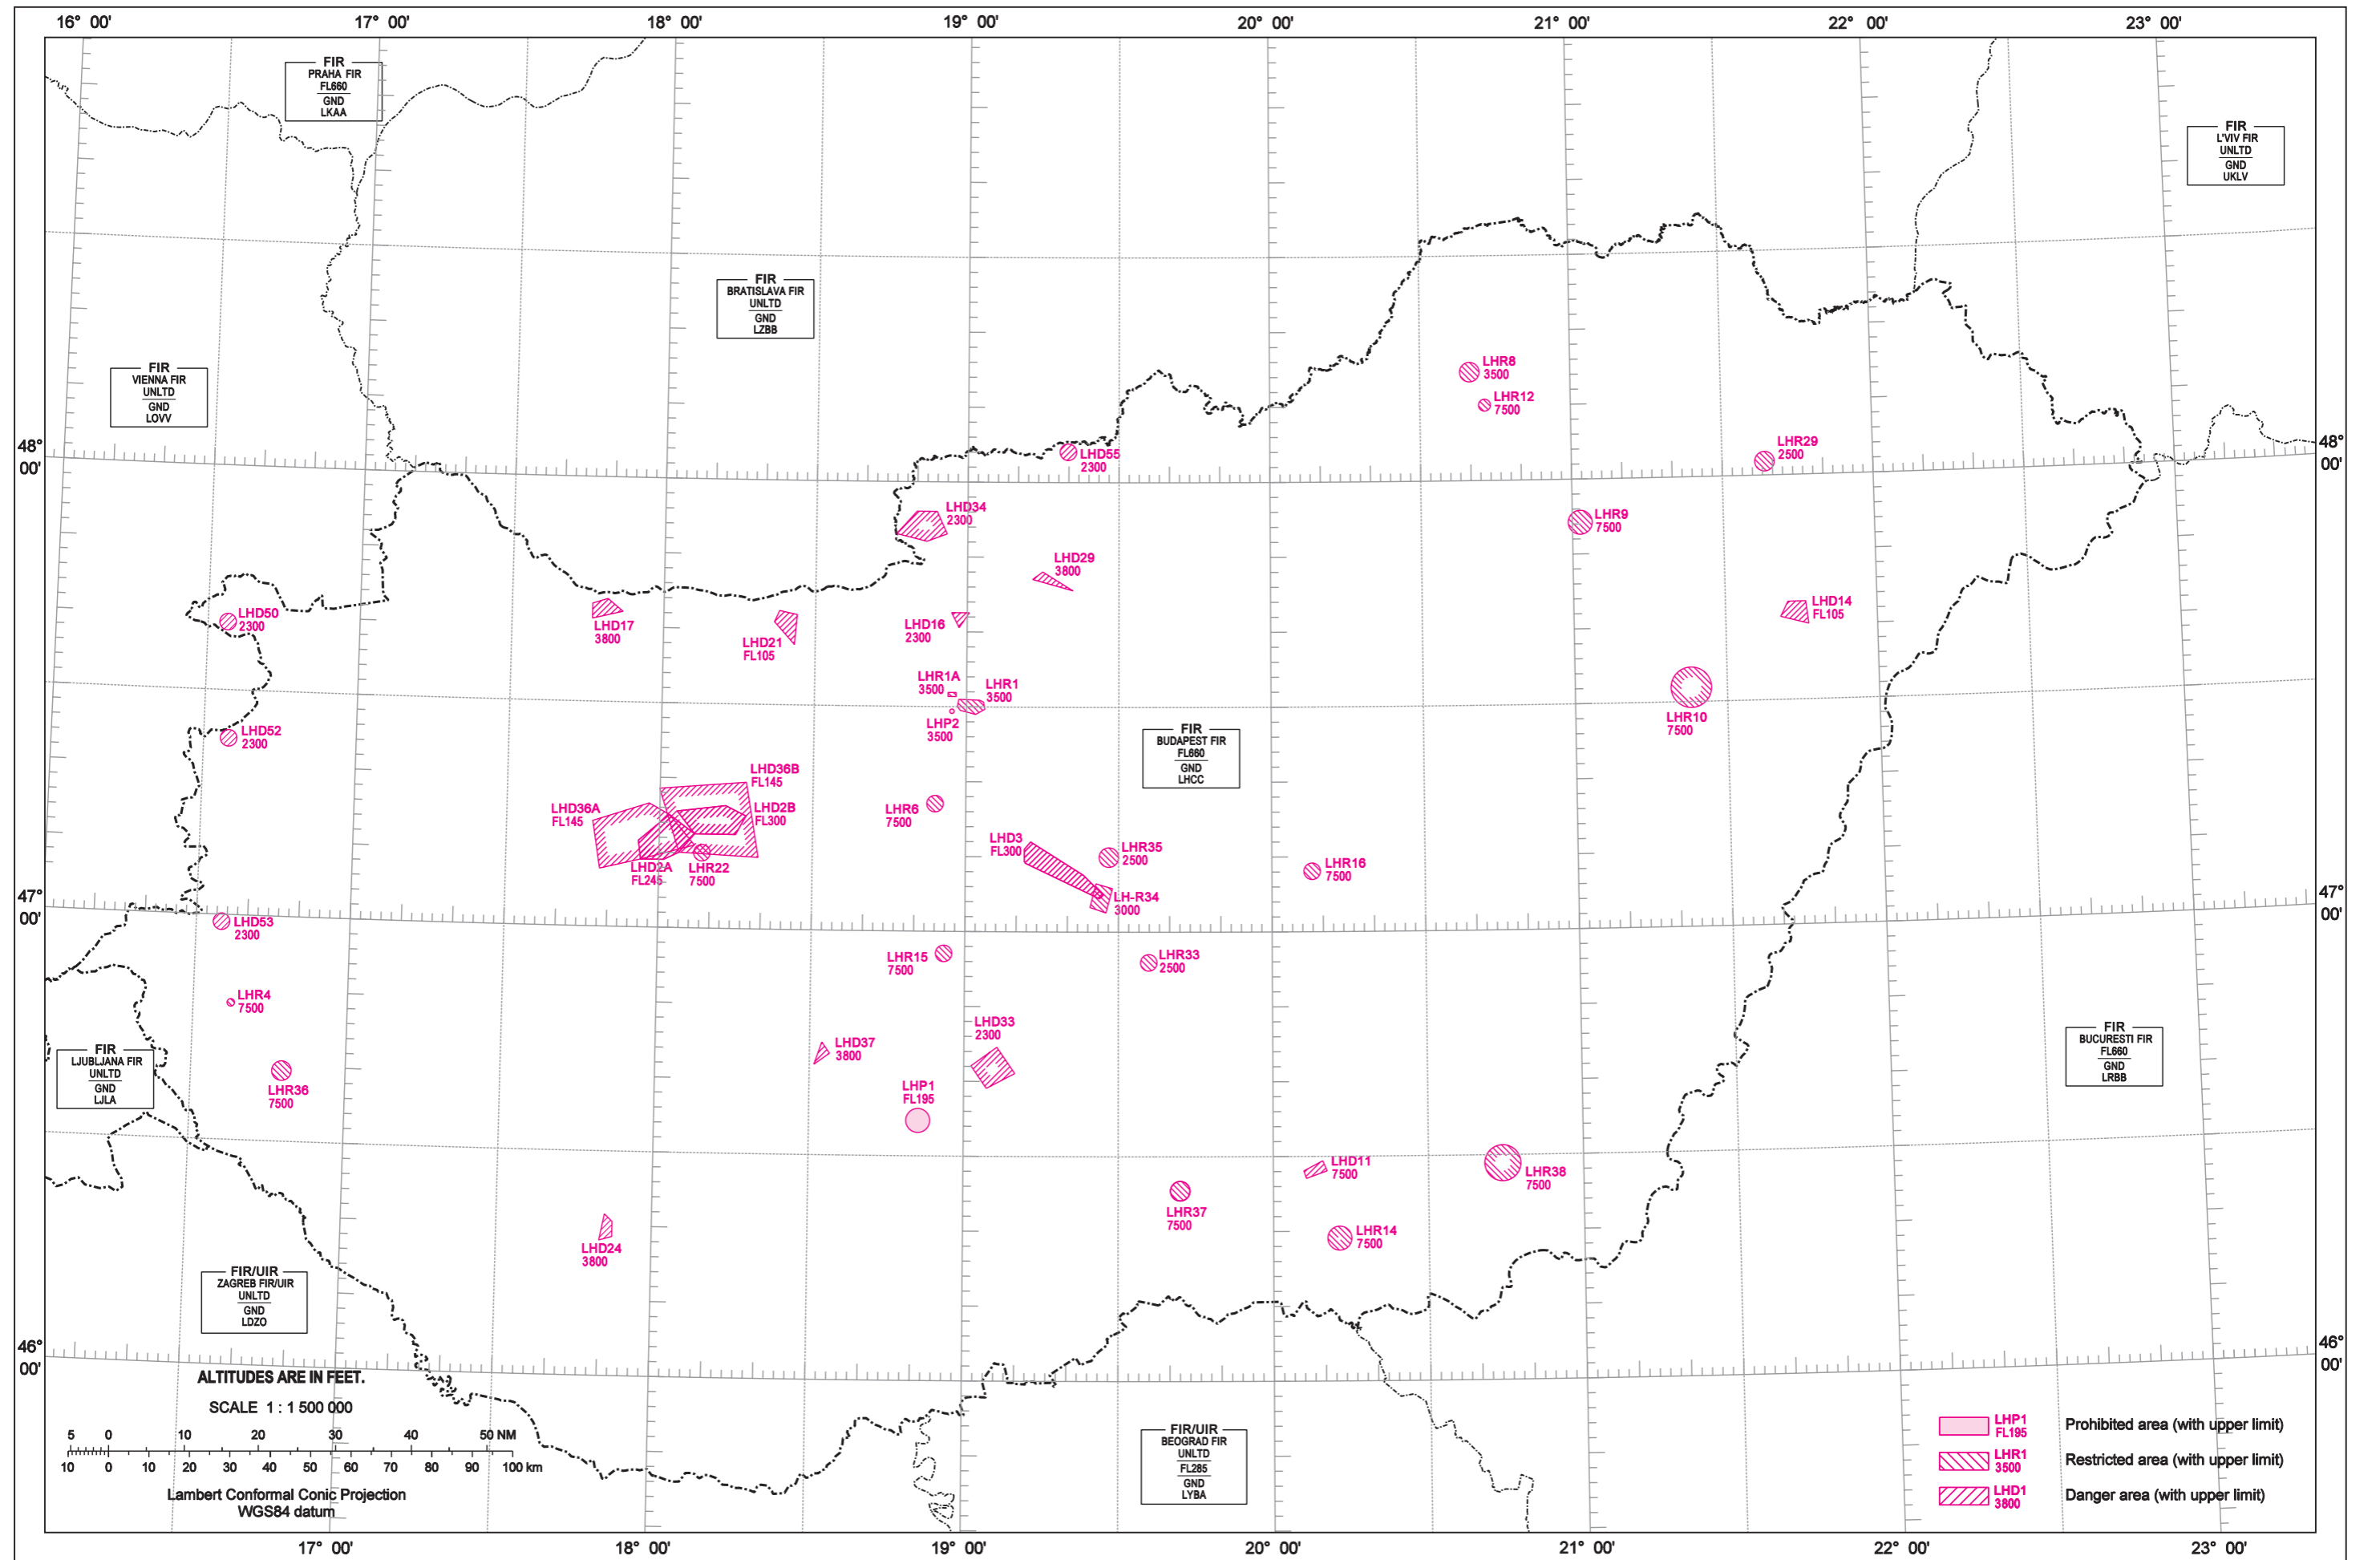 16° 00'
17° 00'
18° 00'
19° 00'
20° 00'
21° 00'
22° 00'
23° 00'
FIR
PRAHA FIR
FL660
GND
LKAA
FIR
L'VIV FIR
UNLTD
GND
UKLV
FIR
BRATISLAVA FIR
UNLTD
GND
LZBB
FIR
VIENNA FIR
UNLTD
GND
LOVV
LHR8
3500
LHR12
7500
48°
00'
48°
00'
LHD55
2300
LHR29
2500
LHD34
2300
LHR9
7500
LHD29
3800
LHD50
2300
LHD17
3800
LHD21
FL105
LHD16
2300
LHD14
FL105
LHR1A
3500
LHR1
3500
LHP2
3500
LHR10
7500
LHD52
2300
FIR
BUDAPEST FIR
FL660
GND
LHCC
LHD36B
FL145
LHD36A
FL145
LHD2B
FL300
LHR6
7500
LHD3
FL300
LHR35
2500
LHD2A
FL245
LHR22
7500
LHR16
7500
LH-R34
3000
47°
00'
47°
00'
LHD53
2300
LHR15
7500
LHR33
2500
LHR4
7500
LHD33
2300
LHD37
3800
FIR
LJUBLJANA FIR
UNLTD
GND
LJLA
LHR36
7500
FIR
BUCURESTI FIR
FL660
GND
LRBB
LHP1
FL195
LHD11
7500
LHR38
7500
LHR37
7500
LHR14
7500
LHD24
3800
FIR/UIR
ZAGREB FIR/UIR
UNLTD
GND
LDZO
46°
00'
46°
00'
ALTITUDES ARE IN FEET.
SCALE 1 : 1 500 000
5 0 10 20 30 40 50 NM
10 0 10 20 30 40 50 60 70 80 90 100 km
Lambert Conformal Conic Projection
WGS84 datum
FIR/UIR
BEOGRAD FIR
UNLTD
FL285
GND
LYBA
LHP1
FL195
Prohibited area (with upper limit)
LHR1
3500
Restricted area (with upper limit)
LHD1
3800
Danger area (with upper limit)
17° 00'
18° 00'
19° 00'
20° 00'
21° 00'
22° 00'
23° 00'